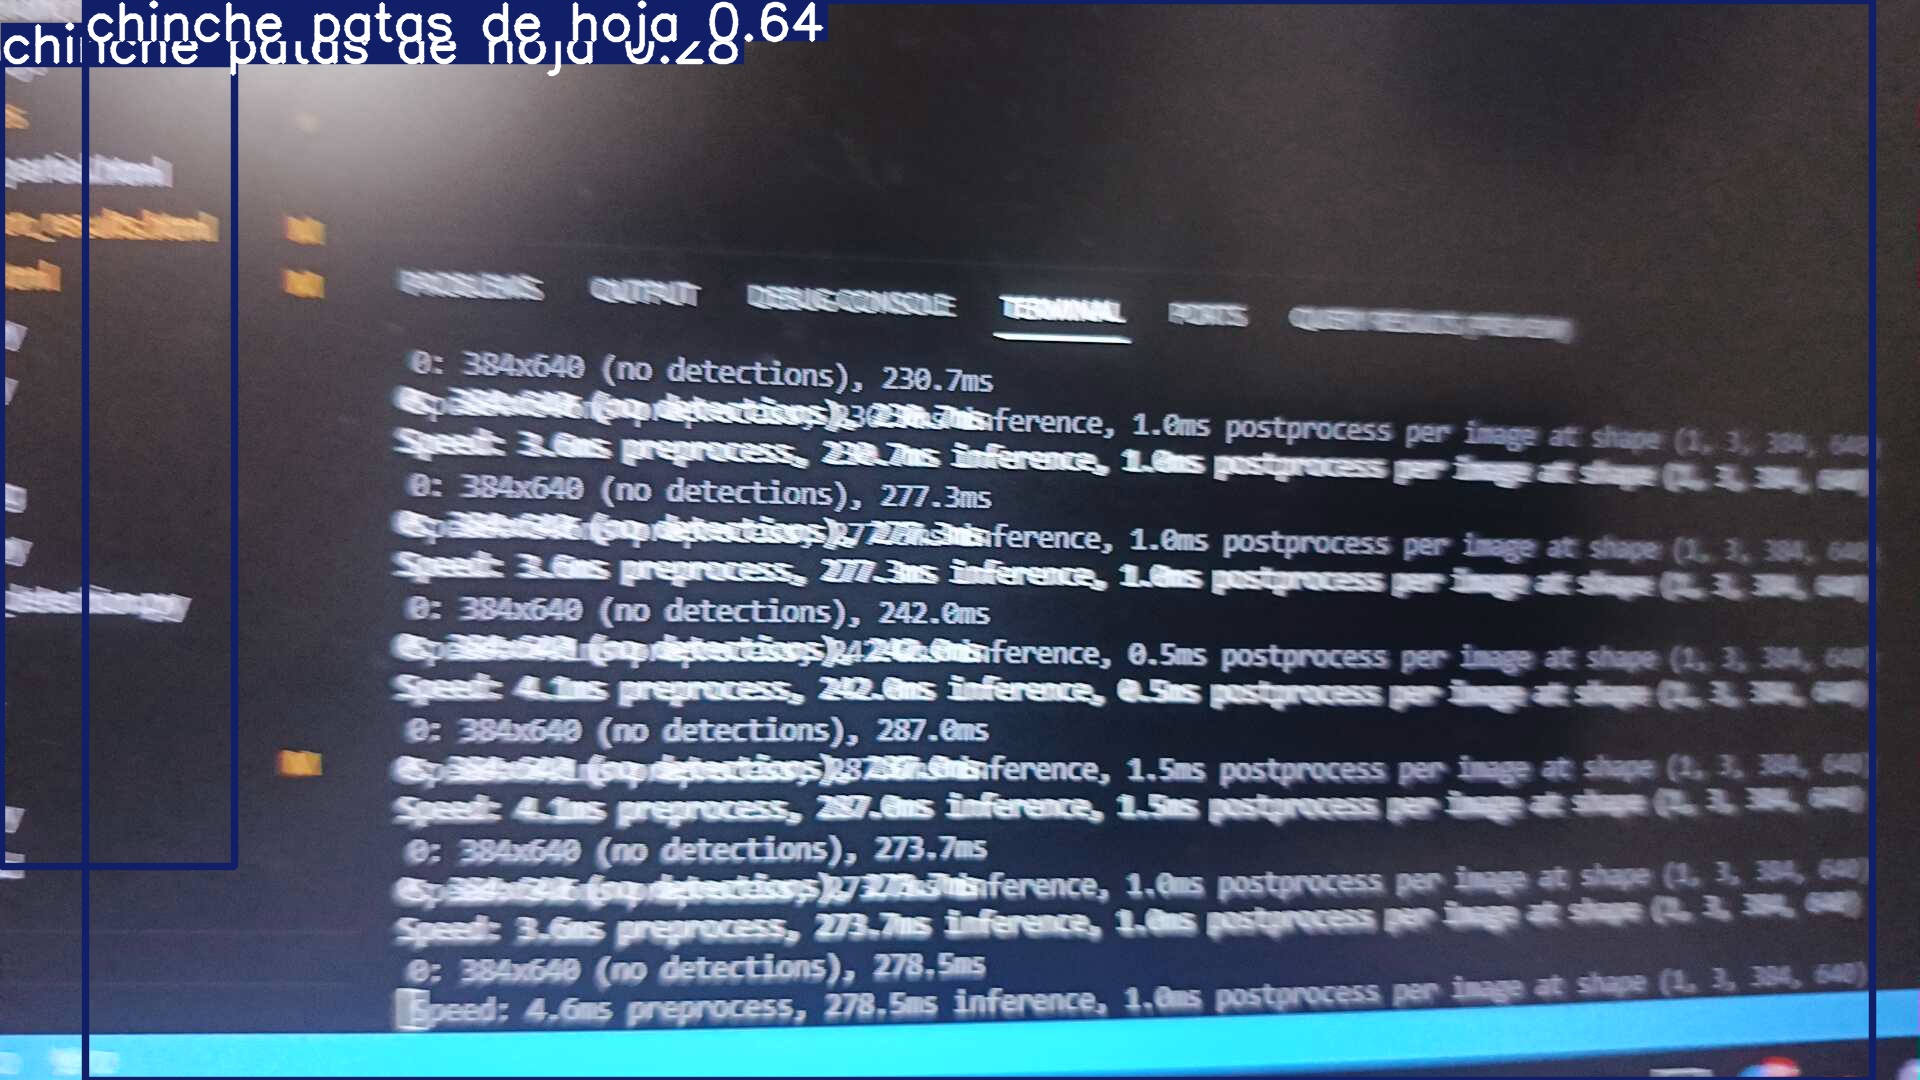 chinche patas de hoja 0.64
chinche patas de hoja 0.28
PROBLEMS OUTPUT DEBUG CONSOLE TERMINAL PORTS QUERY RESULTS (PREVIEW)
0: 384x640 (no detections), 230.7ms
Speed: 3.6ms preprocess, 230.7ms inference, 1.0ms postprocess per image at shape (1, 3, 384, 640)
0: 384x640 (no detections), 277.3ms
Speed: 3.6ms preprocess, 277.3ms inference, 1.0ms postprocess per image at shape (1, 3, 384, 640)
0: 384x640 (no detections), 242.0ms
Speed: 4.1ms preprocess, 242.0ms inference, 0.5ms postprocess per image at shape (1, 3, 384, 640)
0: 384x640 (no detections), 287.0ms
Speed: 4.1ms preprocess, 287.0ms inference, 1.5ms postprocess per image at shape (1, 3, 384, 640)
0: 384x640 (no detections), 273.7ms
Speed: 3.6ms preprocess, 273.7ms inference, 1.0ms postprocess per image at shape (1, 3, 384, 640)
0: 384x640 (no detections), 278.5ms
Speed: 4.6ms preprocess, 278.5ms inference, 1.0ms postprocess per image at shape (1, 3, 384, 640)